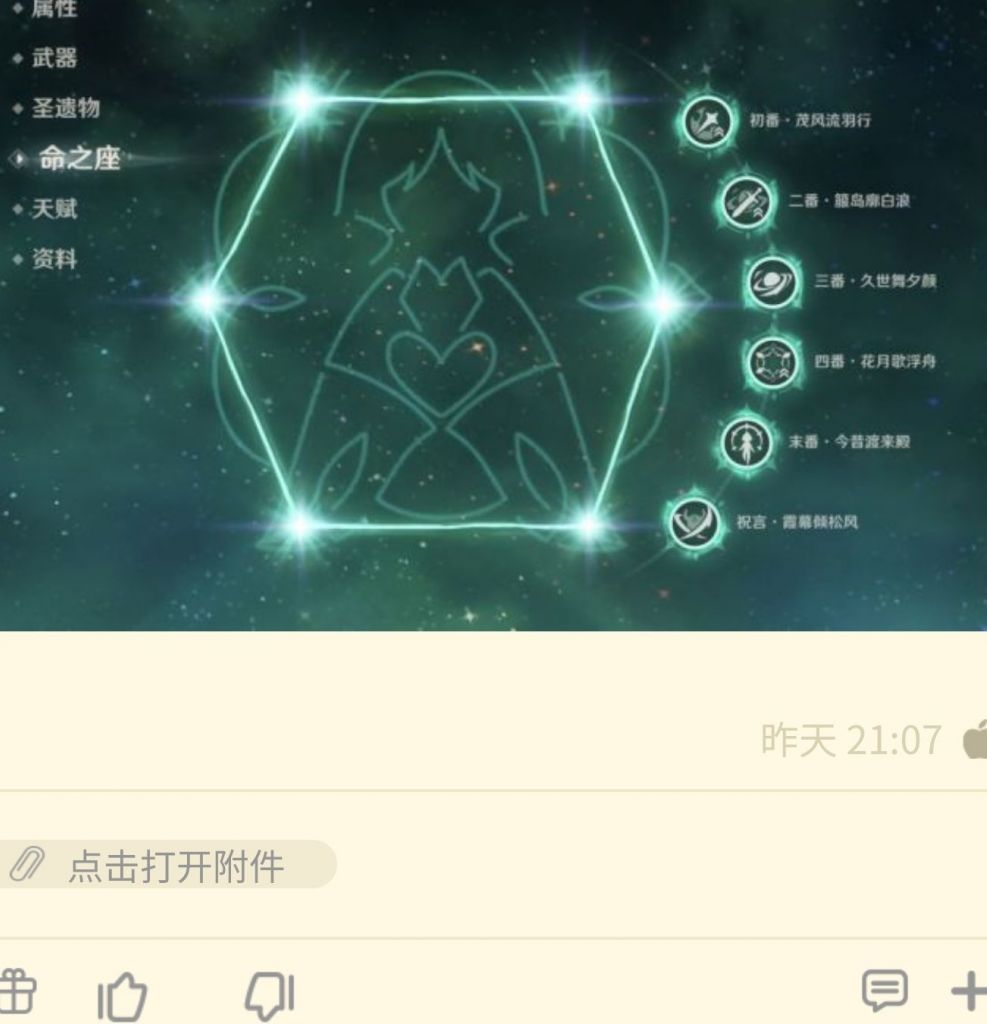 属性
武器
圣遗物
命之座
天赋
资料
初番·茂风流羽行
二番·籰岛廓白浪
三番·久世舞夕颜
四番·花月歌浮舟
末番·今昔渡来殿
祝言·霞幕倾松风
昨天 21:07
点击打开附件